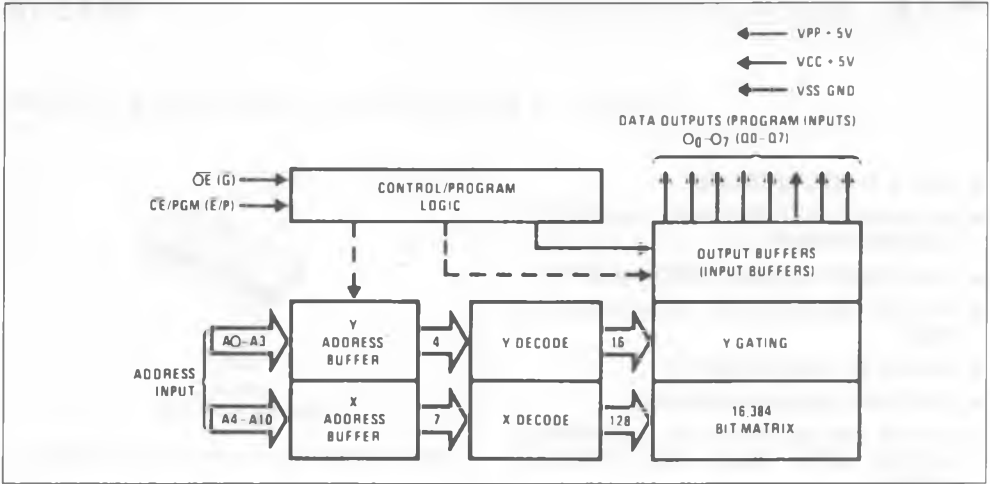 VPP + 5V
VCC + 5V
VSS GND
DATA OUTPUTS (PROGRAM INPUTS)
O0-O7 (Q0-Q7)
OE (G)
CE/PGM (E/P)
CONTROL/PROGRAM
LOGIC
OUTPUT BUFFERS
(INPUT BUFFERS)
ADDRESS
INPUT
A0-A3
Y
ADDRESS
BUFFER
4
Y DECODE
16
Y GATING
A4-A10
X
ADDRESS
BUFFER
7
X DECODE
128
16,384
BIT MATRIX